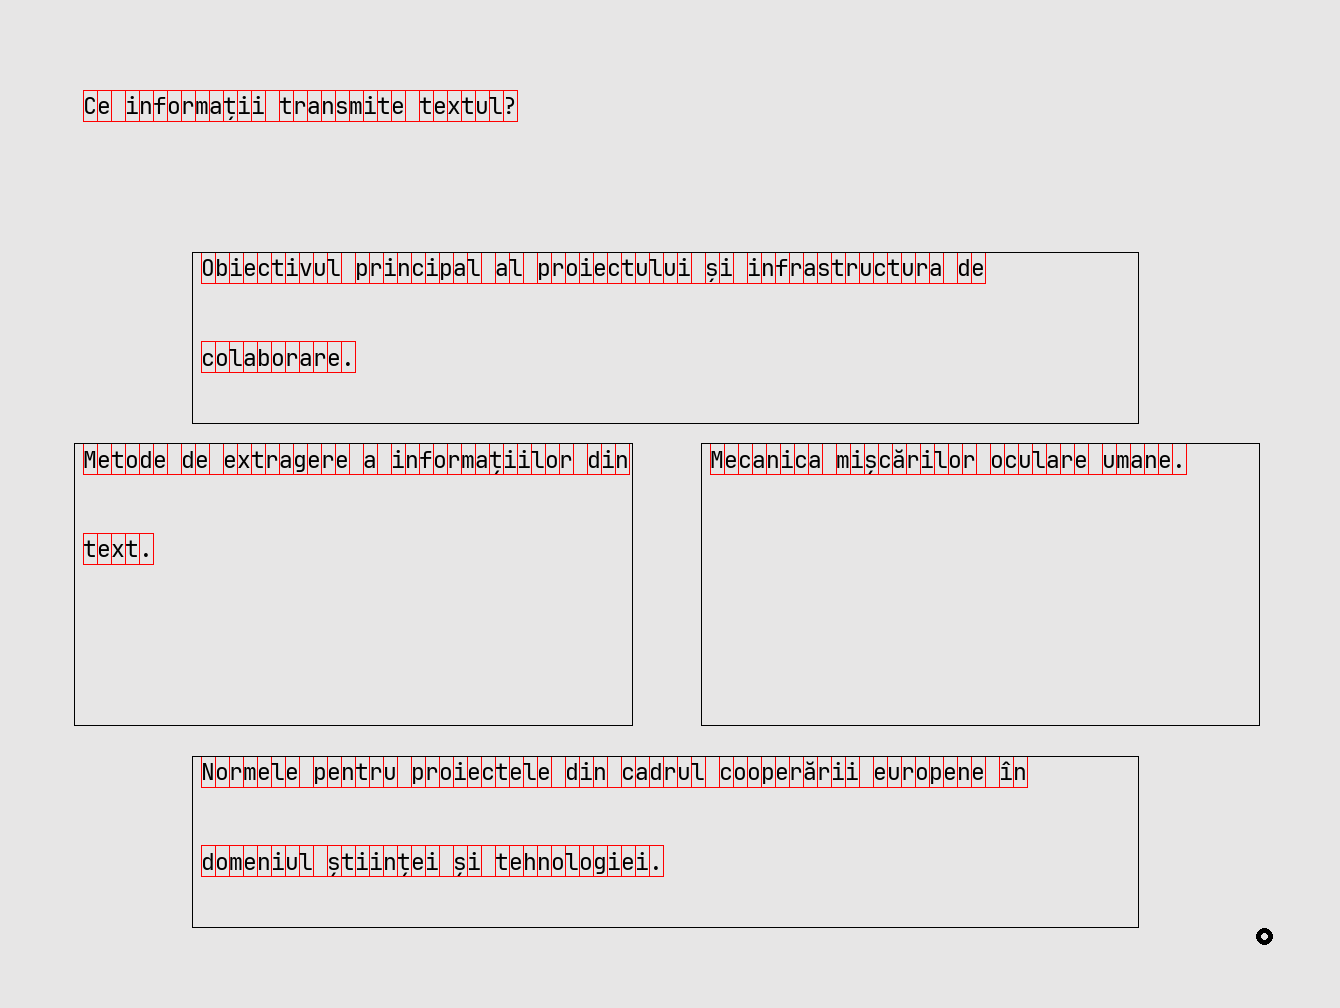 Ce informații transmite textul?
Obiectivul principal al proiectului și infrastructura de
colaborare.
Metode de extragere a informațiilor din
text.
Mecanica mișcărilor oculare umane.
Normele pentru proiectele din cadrul cooperării europene în
domeniul științei și tehnologiei.